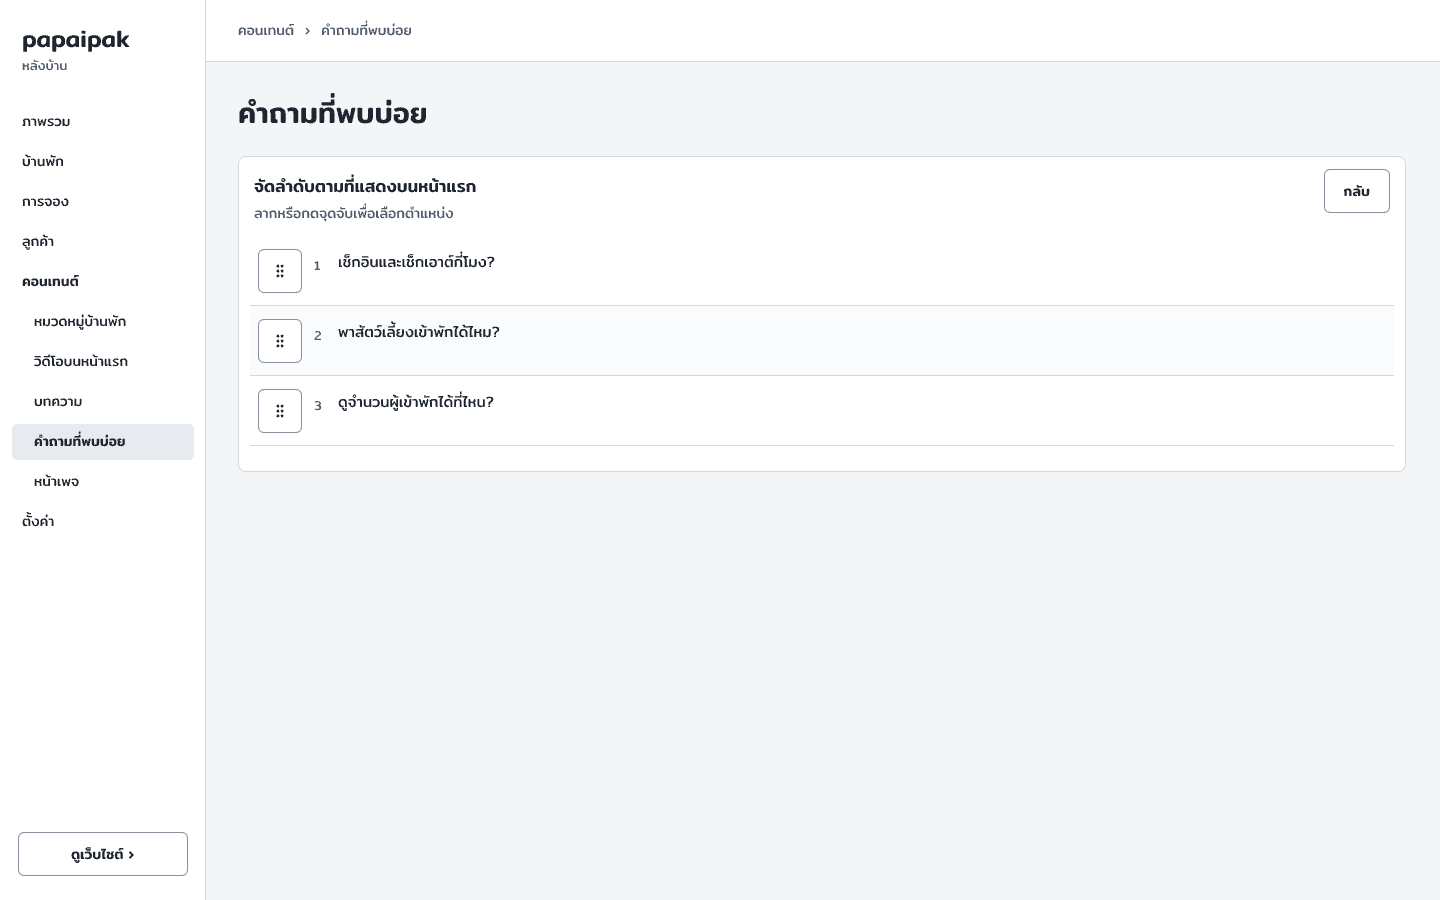 papaipak
หลังบ้าน
ภาพรวม
บ้านพัก
การจอง
ลูกค้า
คอนเทนต์
หมวดหมู่บ้านพัก
วิดีโอบนหน้าแรก
บทความ
คำถามที่พบบ่อย
หน้าเพจ
ตั้งค่า
ดูเว็บไซต์ ›
คอนเทนต์ › คำถามที่พบบ่อย
คำถามที่พบบ่อย
จัดลำดับตามที่แสดงบนหน้าแรก
ลากหรือกดจุดจับเพื่อเลือกตำแหน่ง
กลับ
1 เช็กอินและเช็กเอาต์กี่โมง?
2 พาสัตว์เลี้ยงเข้าพักได้ไหม?
3 ดูจำนวนผู้เข้าพักได้ที่ไหน?